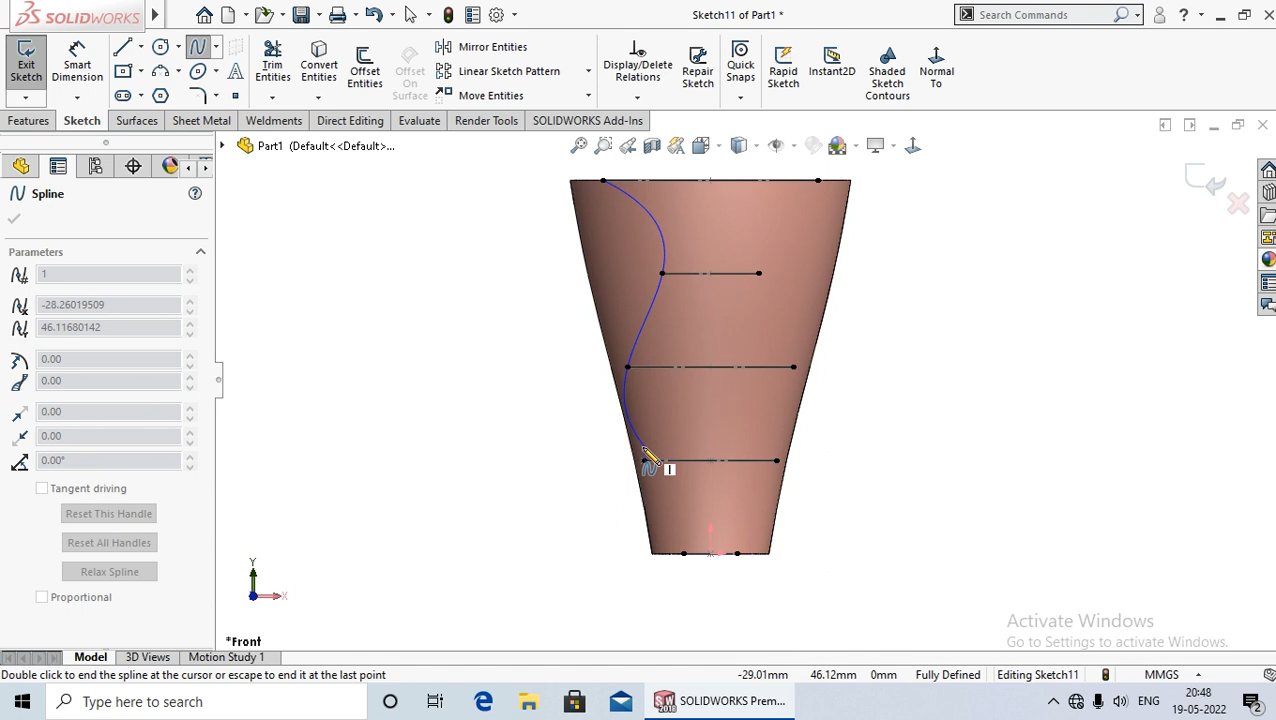 SOLIDWORKS
Sketch11 of Part1 *
Search Commands
?
Exit Sketch
Smart Dimension
Trim Entities
Convert Entities
Offset Entities
Offset On Surface
Mirror Entities
Linear Sketch Pattern
Move Entities
Display/Delete Relations
Repair Sketch
Quick Snaps
Rapid Sketch
Instant2D
Shaded Sketch Contours
Normal To
Features
Sketch
Surfaces
Sheet Metal
Weldments
Direct Editing
Evaluate
Render Tools
SOLIDWORKS Add-Ins
Part1 (Default<<Default>...
Spline
?
Parameters
1
-28.26019509
46.11680142
0.00
0.00
0.00
0.00
0.00°
Tangent driving
Reset This Handle
Reset All Handles
Relax Spline
Proportional
Y
X
*Front
Activate Windows
Go to Settings to activate Windows.
Model
3D Views
Motion Study 1
Double click to end the spline at the cursor or escape to end it at the last point
-29.01mm
46.12mm
0mm
Fully Defined
Editing Sketch11
MMGS
Type here to search
SOLIDWORKS Prem...
ENG
20:48
19-05-2022
2